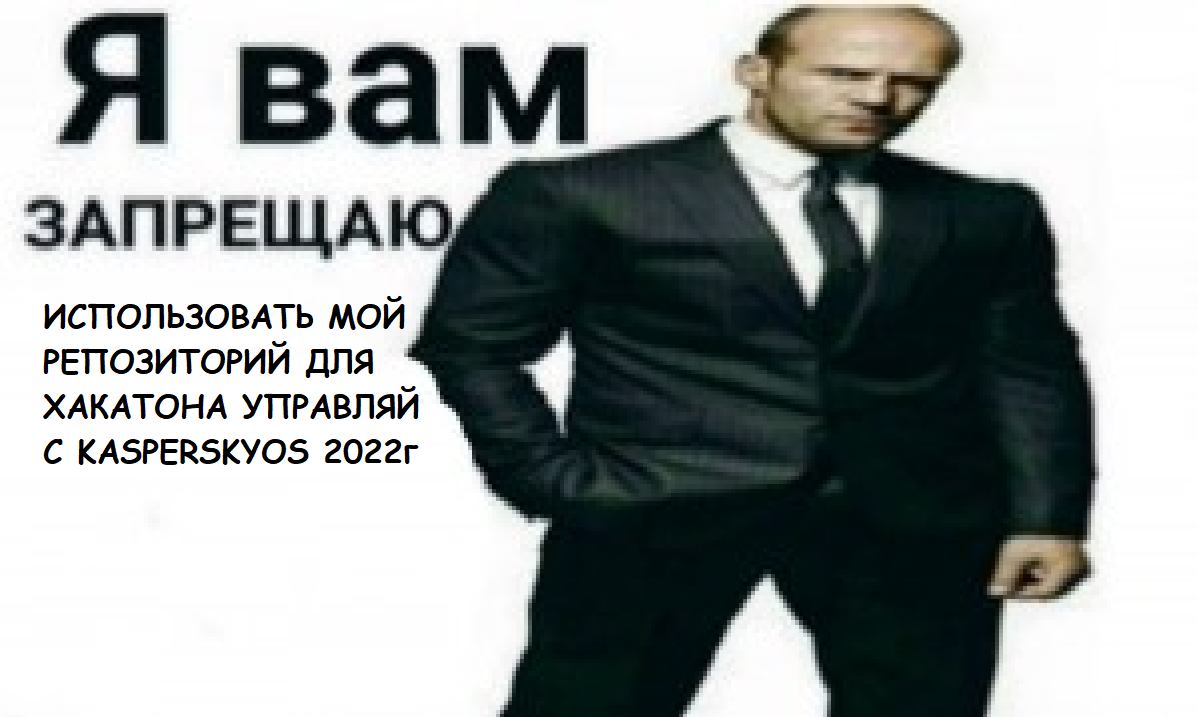 Я вам
ЗАПРЕЩАЮ
ИСПОЛЬЗОВАТЬ МОЙ
РЕПОЗИТОРИЙ ДЛЯ
ХАКАТОНА УПРАВЛЯЙ
С KASPERSKYOS 2022г